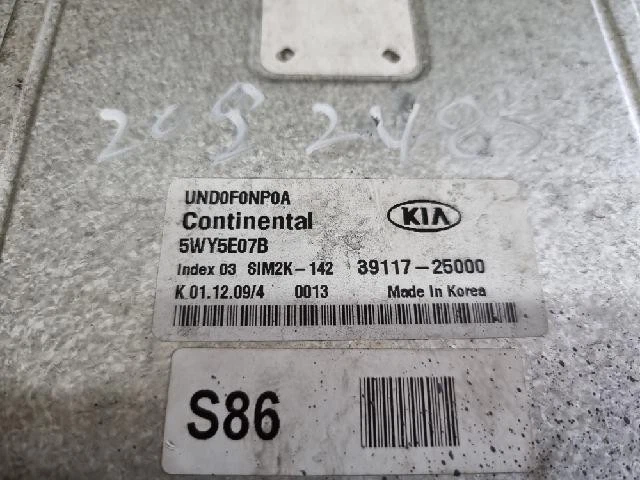 UND0F0NP0A
Continental
KIA
5WY5E07B
Index 03 SIM2K-142 39117-25000
K 01.12.09/4 0013 Made in Korea
S86